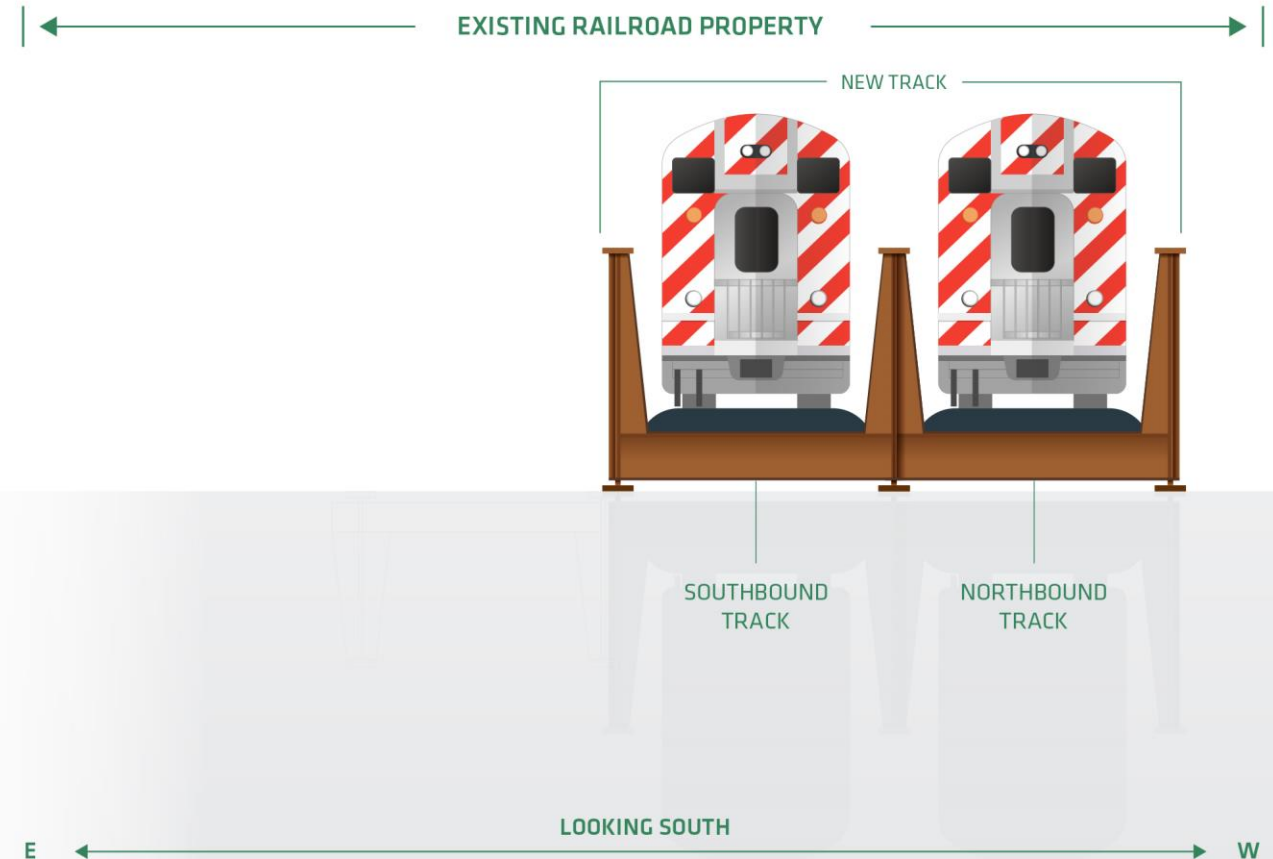 EXISTING RAILROAD PROPERTY
NEW TRACK
SOUTHBOUND
TRACK
NORTHBOUND
TRACK
LOOKING SOUTH
E
W